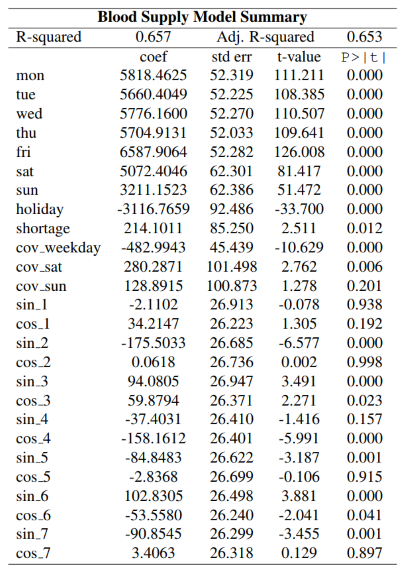 Blood Supply Model Summary
R-squared 0.657 Adj. R-squared 0.653
coef std err t-value P>|t|
mon 5818.4625 52.319 111.211 0.000
tue 5660.4049 52.225 108.385 0.000
wed 5776.1600 52.270 110.507 0.000
thu 5704.9131 52.033 109.641 0.000
fri 6587.9064 52.282 126.008 0.000
sat 5072.4046 62.301 81.417 0.000
sun 3211.1523 62.386 51.472 0.000
holiday -3116.7659 92.486 -33.700 0.000
shortage 214.1011 85.250 2.511 0.012
cov_weekday -482.9943 45.439 -10.629 0.000
cov_sat 280.2871 101.498 2.762 0.006
cov_sun 128.8915 100.873 1.278 0.201
sin_1 -2.1102 26.913 -0.078 0.938
cos_1 34.2147 26.223 1.305 0.192
sin_2 -175.5033 26.685 -6.577 0.000
cos_2 0.0618 26.736 0.002 0.998
sin_3 94.0805 26.947 3.491 0.000
cos_3 59.8794 26.371 2.271 0.023
sin_4 -37.4031 26.410 -1.416 0.157
cos_4 -158.1612 26.401 -5.991 0.000
sin_5 -84.8483 26.622 -3.187 0.001
cos_5 -2.8368 26.699 -0.106 0.915
sin_6 102.8305 26.498 3.881 0.000
cos_6 -53.5580 26.240 -2.041 0.041
sin_7 -90.8545 26.299 -3.455 0.001
cos_7 3.4063 26.318 0.129 0.897